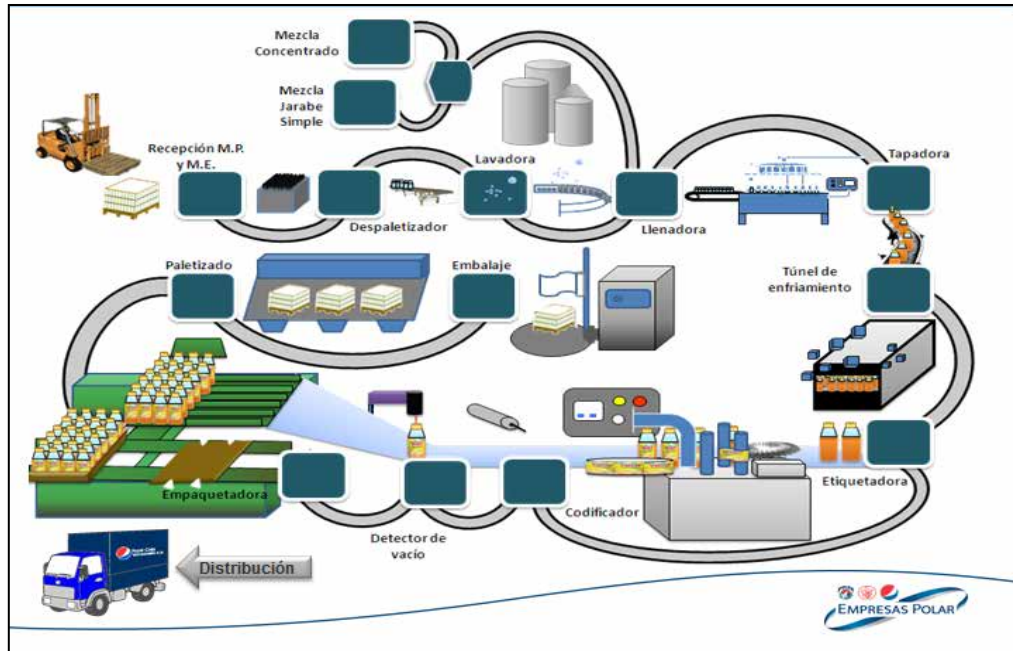 Mezcla
Concentrado
Mezcla
Jarabe
Simple
Recepción M.P.
y M.E.
Lavadora
Tapadora
Despaletizador
Llenadora
Paletizado
Embalaje
Túnel de
enfriamiento
Empaquetadora
Etiquetadora
Codificador
Detector de
vacío
Distribución
EMPRESAS POLAR